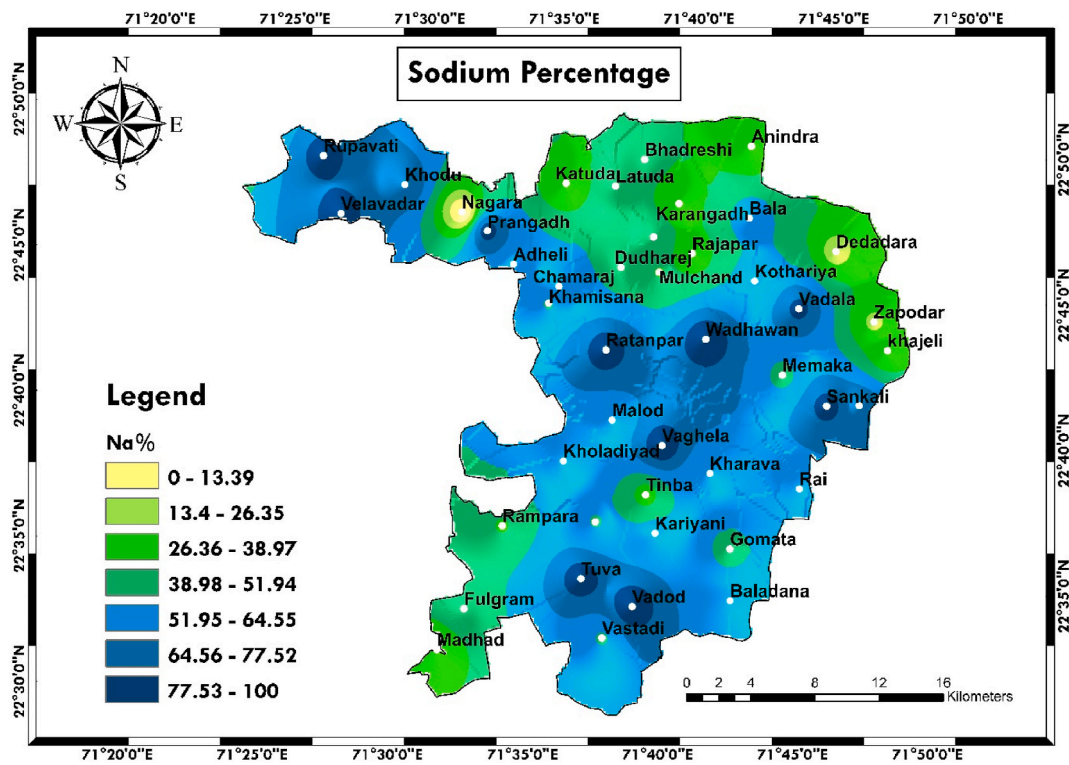 71°20'0"E 71°25'0"E 71°30'0"E 71°35'0"E 71°40'0"E 71°45'0"E 71°50'0"E
Sodium Percentage
N
W E
S
22°50'0"N
22°45'0"N
22°40'0"N
22°35'0"N
22°30'0"N
22°50'0"N
22°45'0"N
22°40'0"N
22°35'0"N
Anindra
Rupavati
Bhadreshi
Khodu
Katuda
Latuda
Velavadar
Nagara
Karangadh
Bala
Prangadh
Dedadara
Adheli
Dudharej
Rajapar
Chamaraj
Mulchand
Kothariya
Khamisana
Vadala
Zapodar
Ratanpar
Wadhawan
khajeli
Memaka
Sankali
Malod
Vaghela
Kholadiyad
Kharava
Rai
Tinba
Rampara
Kariyani
Gomata
Tuva
Vadod
Baladana
Fulgram
Vastadi
Madhad
Legend
Na%
0 - 13.39
13.4 - 26.35
26.36 - 38.97
38.98 - 51.94
51.95 - 64.55
64.56 - 77.52
77.53 - 100
0 2 4 8 12 16
Kilometers
71°20'0"E 71°25'0"E 71°30'0"E 71°35'0"E 71°40'0"E 71°45'0"E 71°50'0"E